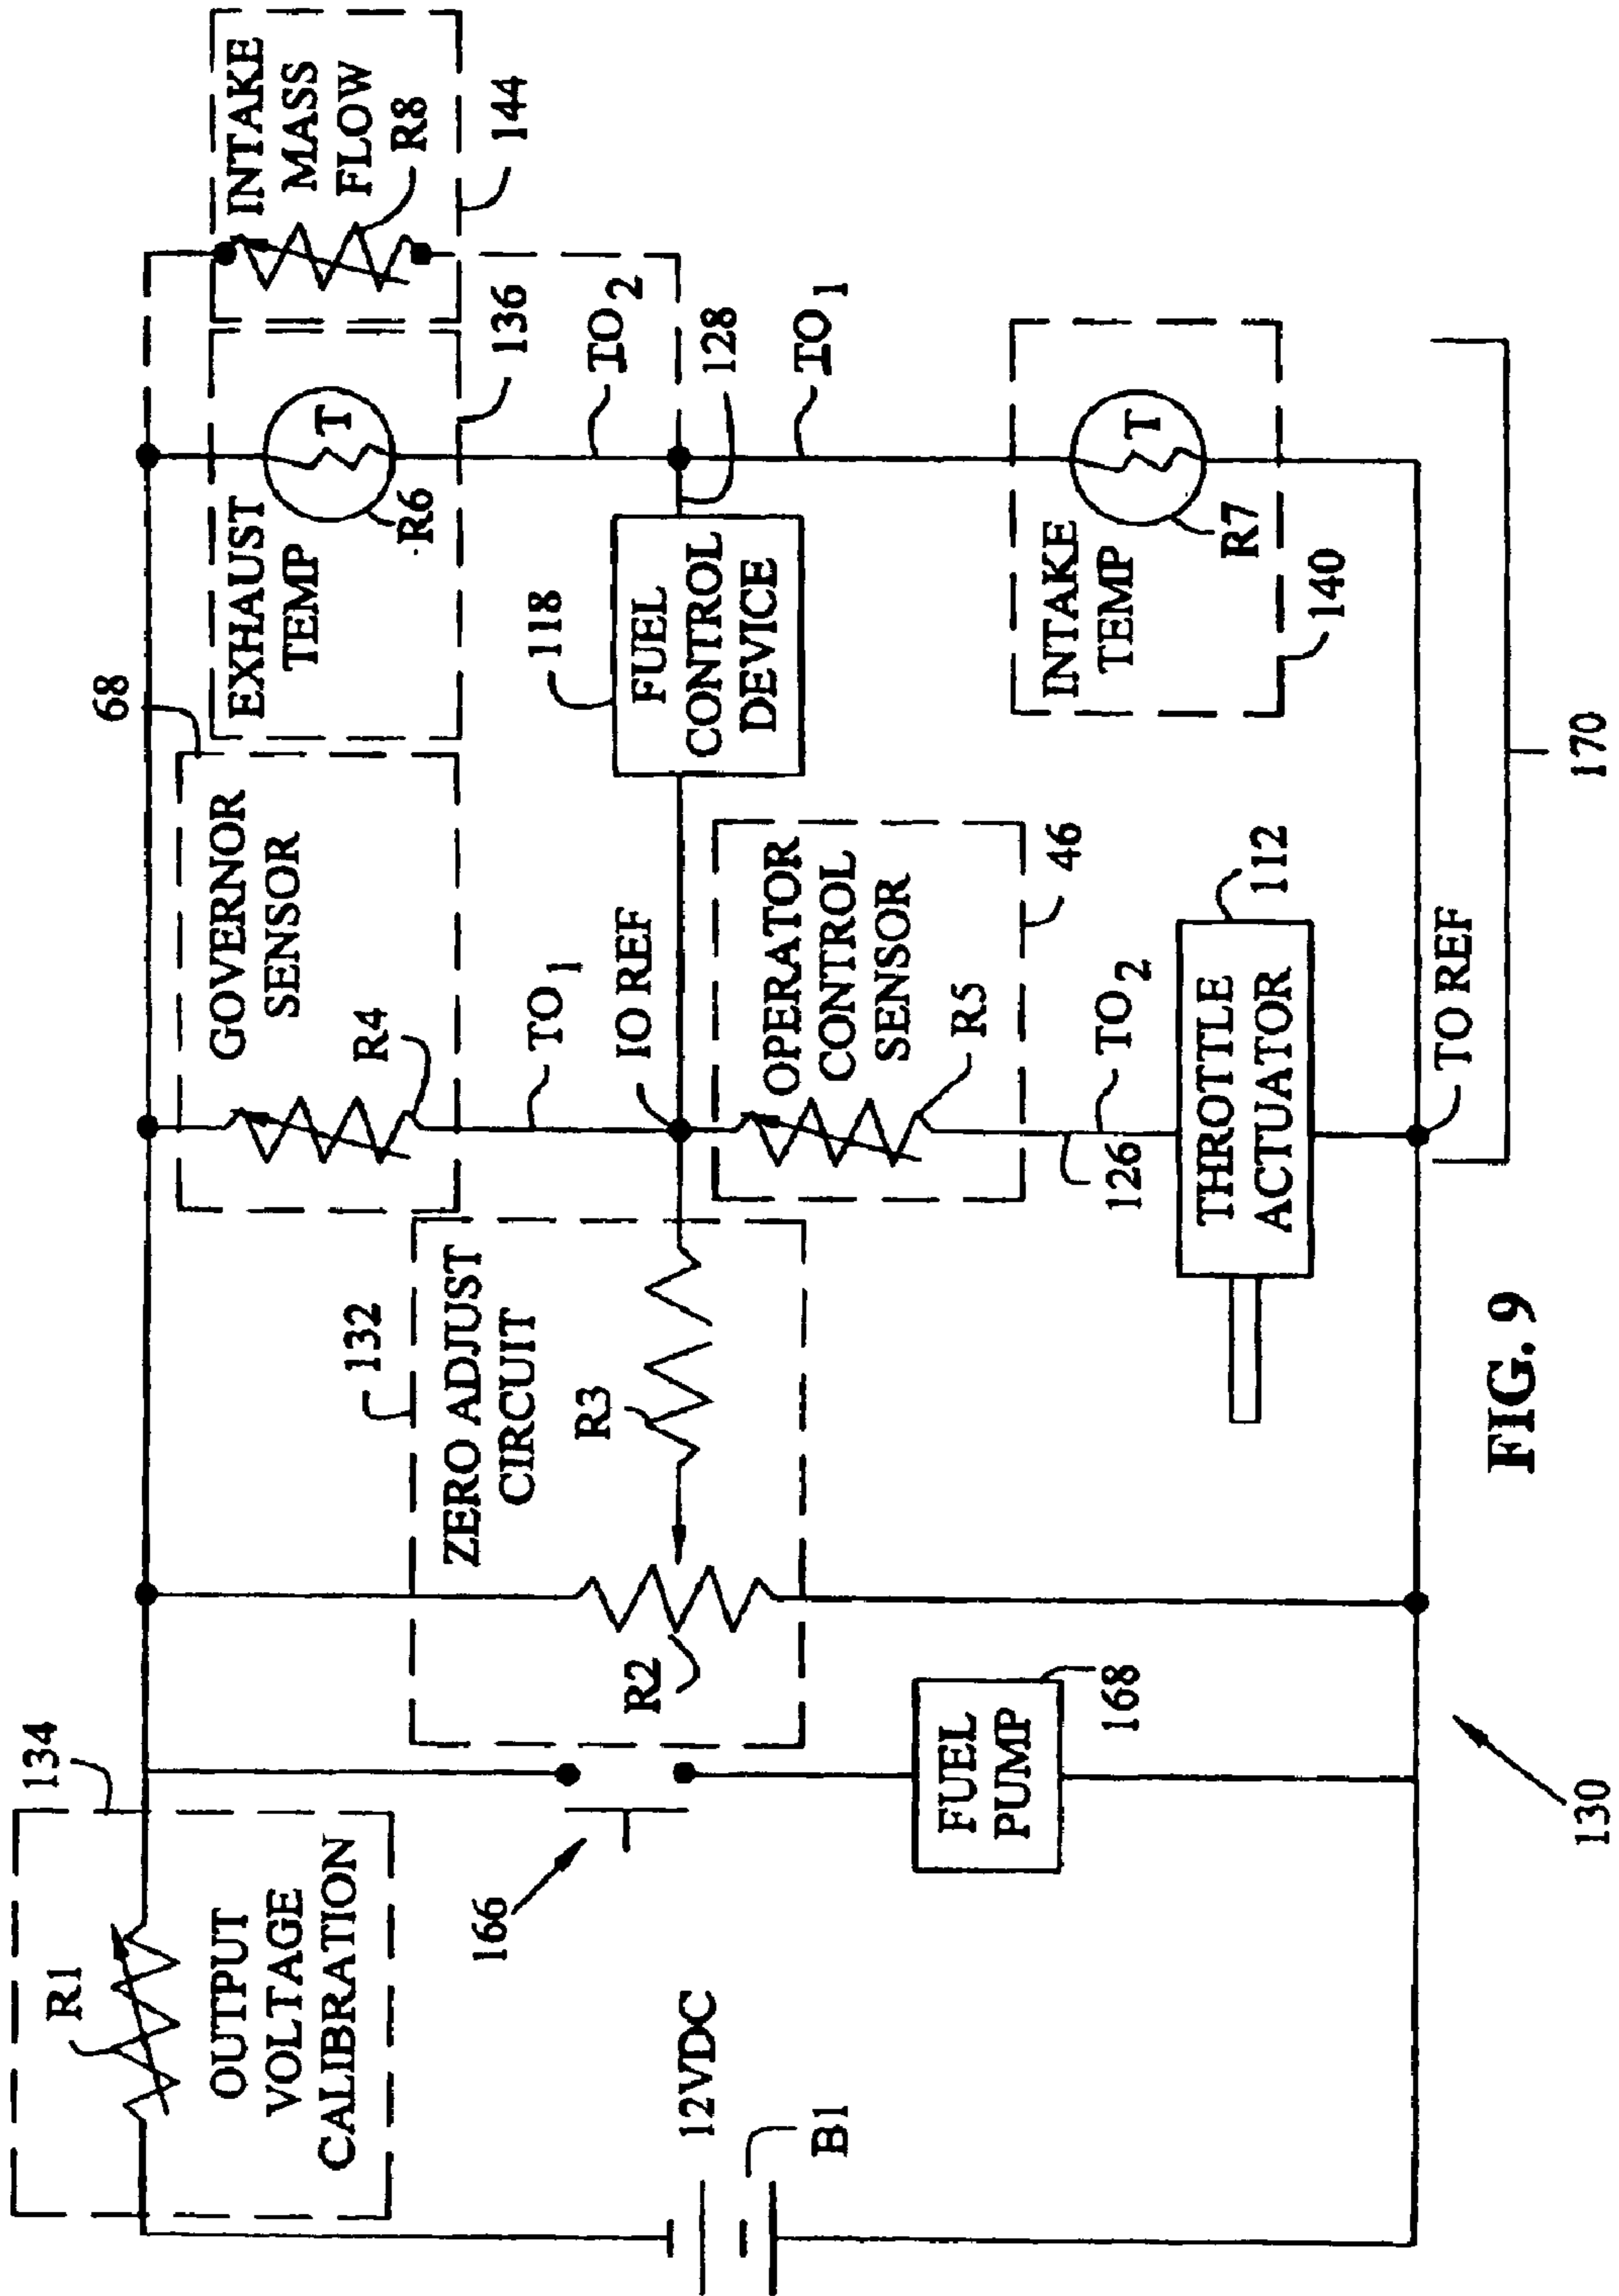 134
R1
OUTPUT
VOLTAGE
CALIBRATION
12VDC
B1
166
FUEL
PUMP
168
132
ZERO ADJUST
CIRCUIT
R3
R2
68
GOVERNOR
SENSOR
R4
TO1
IO REF
OPERATOR
CONTROL
SENSOR
R5
46
126
TO2
THROTTLE
ACTUATOR
112
TO REF
EXHAUST
TEMP
T
R6
136
INTAKE
MASS
FLOW
R8
144
TO2
128
118
FUEL
CONTROL
DEVICE
TO1
INTAKE
TEMP
T
R7
140
170
130
FIG. 9